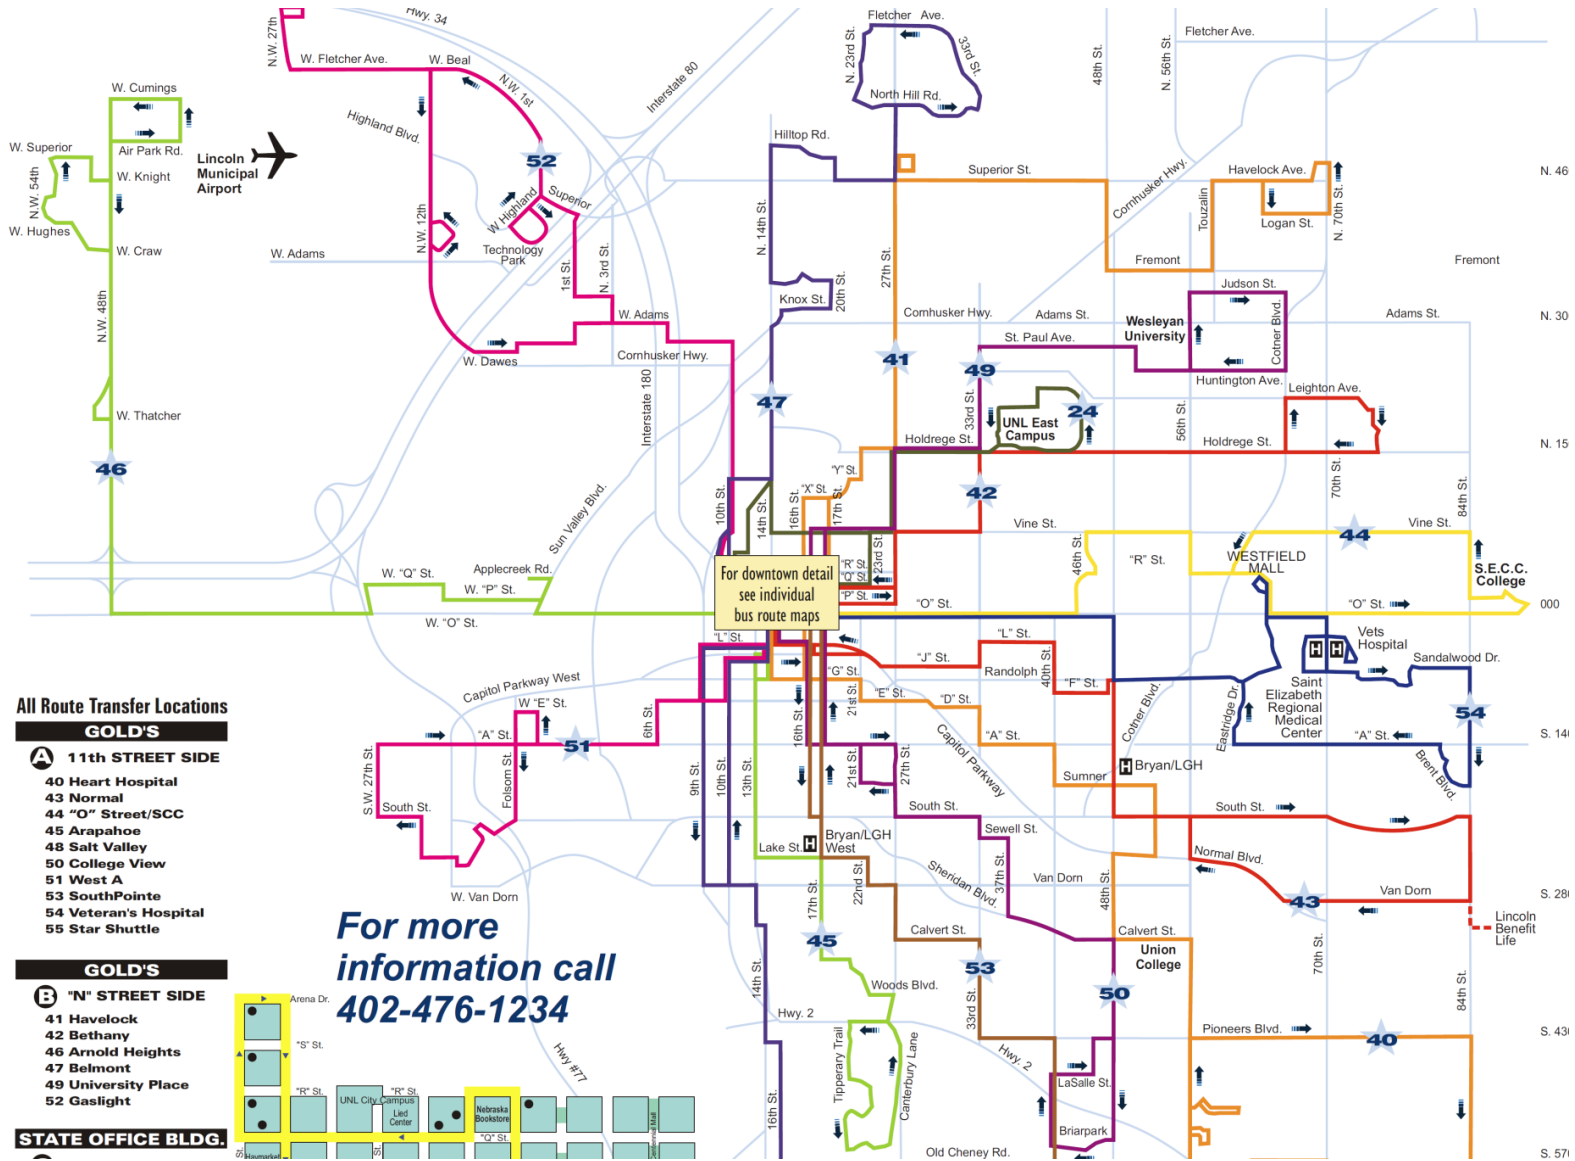 Fletcher Ave.
Hwy. 34
N.W. 27th
W. Fletcher Ave.
W. Beal
N.W. 1st
Interstate 80
N. 23rd St.
33rd St.
North Hill Rd.
48th St.
N. 56th St.
Fletcher Ave.
W. Cumings
Air Park Rd.
W. Superior
W. Knight
N.W. 54th
W. Hughes
W. Craw
Lincoln
Municipal
Airport
Highland Blvd.
52
W Highland
Superior
Technology
Park
N.W. 12th
W. Adams
1st St.
N. 3rd St.
W. Adams
W. Dawes
Cornhusker Hwy.
N.W. 48th
W. Thatcher
46
Interstate 180
Hilltop Rd.
N. 14th St.
Knox St.
20th St.
47
Superior St.
27th St.
Cornhusker Hwy.
Cornhusker Hwy.
Touzalin
Havelock Ave.
Logan St.
N. 70th St.
N. 46
Fremont
Fremont
Judson St.
Adams St.
Adams St.
N. 30
Wesleyan
University
Cotner Blvd.
St. Paul Ave.
41
49
Huntington Ave.
Leighton Ave.
33rd St.
UNL East
Campus
24
56th St.
Holdrege St.
Holdrege St.
N. 15
70th St.
84th St.
"Y" St.
"X" St.
10th St.
14th St.
16th St.
17th St.
42
Vine St.
44
Vine St.
Sun Valley Blvd.
23rd St.
"R" St.
"Q" St.
"P" St.
46th St.
"R" St.
WESTFIELD
MALL
S.E.C.C.
College
For downtown detail
see individual
bus route maps
W. "Q" St.
Applecreek Rd.
W. "P" St.
W. "O" St.
"O" St.
"O" St.
000
"L" St.
"L" St.
"J" St.
Randolph
40th St.
"F" St.
"G" St.
21st St.
"E" St.
"D" St.
Vets
Hospital
H
H
Sandalwood Dr.
Saint
Elizabeth
Regional
Medical
Center
54
Capitol Parkway West
W "E" St.
"A" St.
51
6th St.
S.W. 27th St.
Folsom St.
South St.
W. Van Dorn
16th St.
"A" St.
Capitol Parkway
Cotner Blvd.
Eastridge Dr.
"A" St.
S. 140
Brent Blvd.
9th St.
10th St.
13th St.
21st St.
27th St.
Sumner
H
Bryan/LGH
South St.
South St.
Lake St.
H
Bryan/LGH
West
Sewell St.
Normal Blvd.
22nd St.
Sheridan Blvd.
37th St.
Van Dorn
48th St.
43
Van Dorn
S. 280
17th St.
45
Calvert St.
Calvert St.
Union
College
Lincoln
Benefit
Life
70th St.
14th St.
53
50
Woods Blvd.
33rd St.
84th St.
Hwy. 2
Pioneers Blvd.
40
S. 430
Hwy. 2
Tipperary Trail
Canterbury Lane
LaSalle St.
Briarpark
16th St.
Old Cheney Rd.
S. 570
All Route Transfer Locations
GOLD'S
A 11th STREET SIDE
40 Heart Hospital
43 Normal
44 "O" Street/SCC
45 Arapahoe
48 Salt Valley
50 College View
51 West A
53 SouthPointe
54 Veteran's Hospital
55 Star Shuttle
GOLD'S
B "N" STREET SIDE
41 Havelock
42 Bethany
46 Arnold Heights
47 Belmont
49 University Place
52 Gaslight
STATE OFFICE BLDG.
For more
information call
402-476-1234
Hwy #77
Arena Dr.
"S" St.
"R" St.
"R" St.
UNL City Campus
Lied
Center
Nebraska
Bookstore
"Q" St.
Centennial Mall
Haymarket
St.
St.